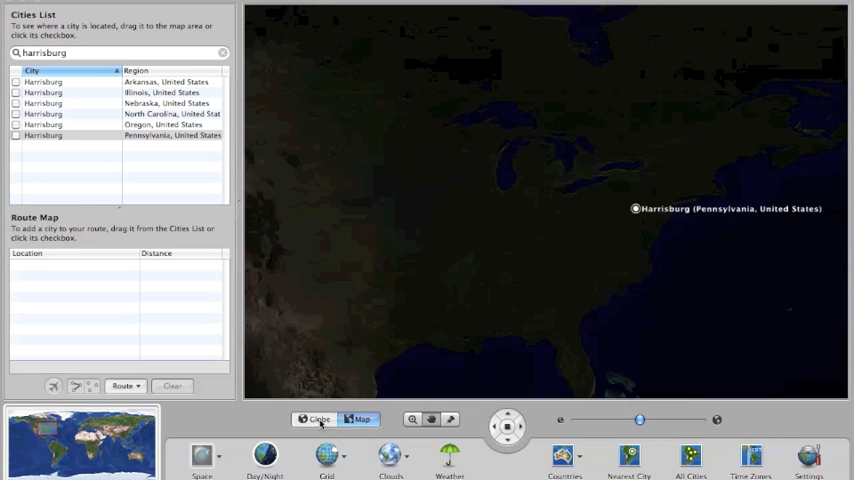 Cities List
To see where a city is located, drag it to the map area or
click its checkbox.
harrisburg
City Region
Harrisburg Arkansas, United States
Harrisburg Illinois, United States
Harrisburg Nebraska, United States
Harrisburg North Carolina, United Stat
Harrisburg Oregon, United States
Harrisburg Pennsylvania, United States
Route Map
To add a city to your route, drag it from the Cities List or
click its checkbox.
Location Distance
Route Clear
Harrisburg (Pennsylvania, United States)
Globe Map
Space Day/Night Grid Clouds Weather Countries Nearest City All Cities Time Zones Settings